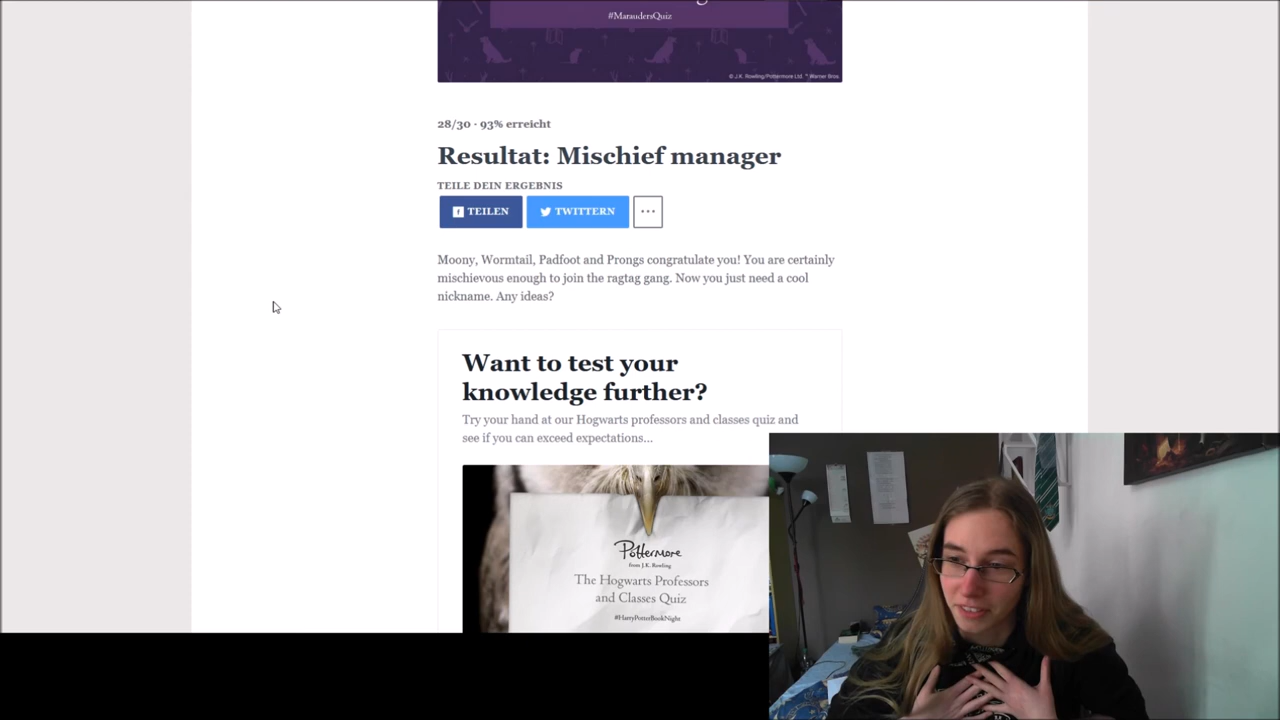 #MaraudersQuiz
© J.K. Rowling/Pottermore Ltd. ™ Warner Bros.
28/30 · 93% erreicht
Resultat: Mischief manager
TEILE DEIN ERGEBNIS
TEILEN
TWITTERN
Moony, Wormtail, Padfoot and Prongs congratulate you! You are certainly
mischievous enough to join the ragtag gang. Now you just need a cool
nickname. Any ideas?
Want to test your
knowledge further?
Try your hand at our Hogwarts professors and classes quiz and
see if you can exceed expectations...
Pottermore
from J.K. Rowling
The Hogwarts Professors
and Classes Quiz
#HarryPotterBookNight